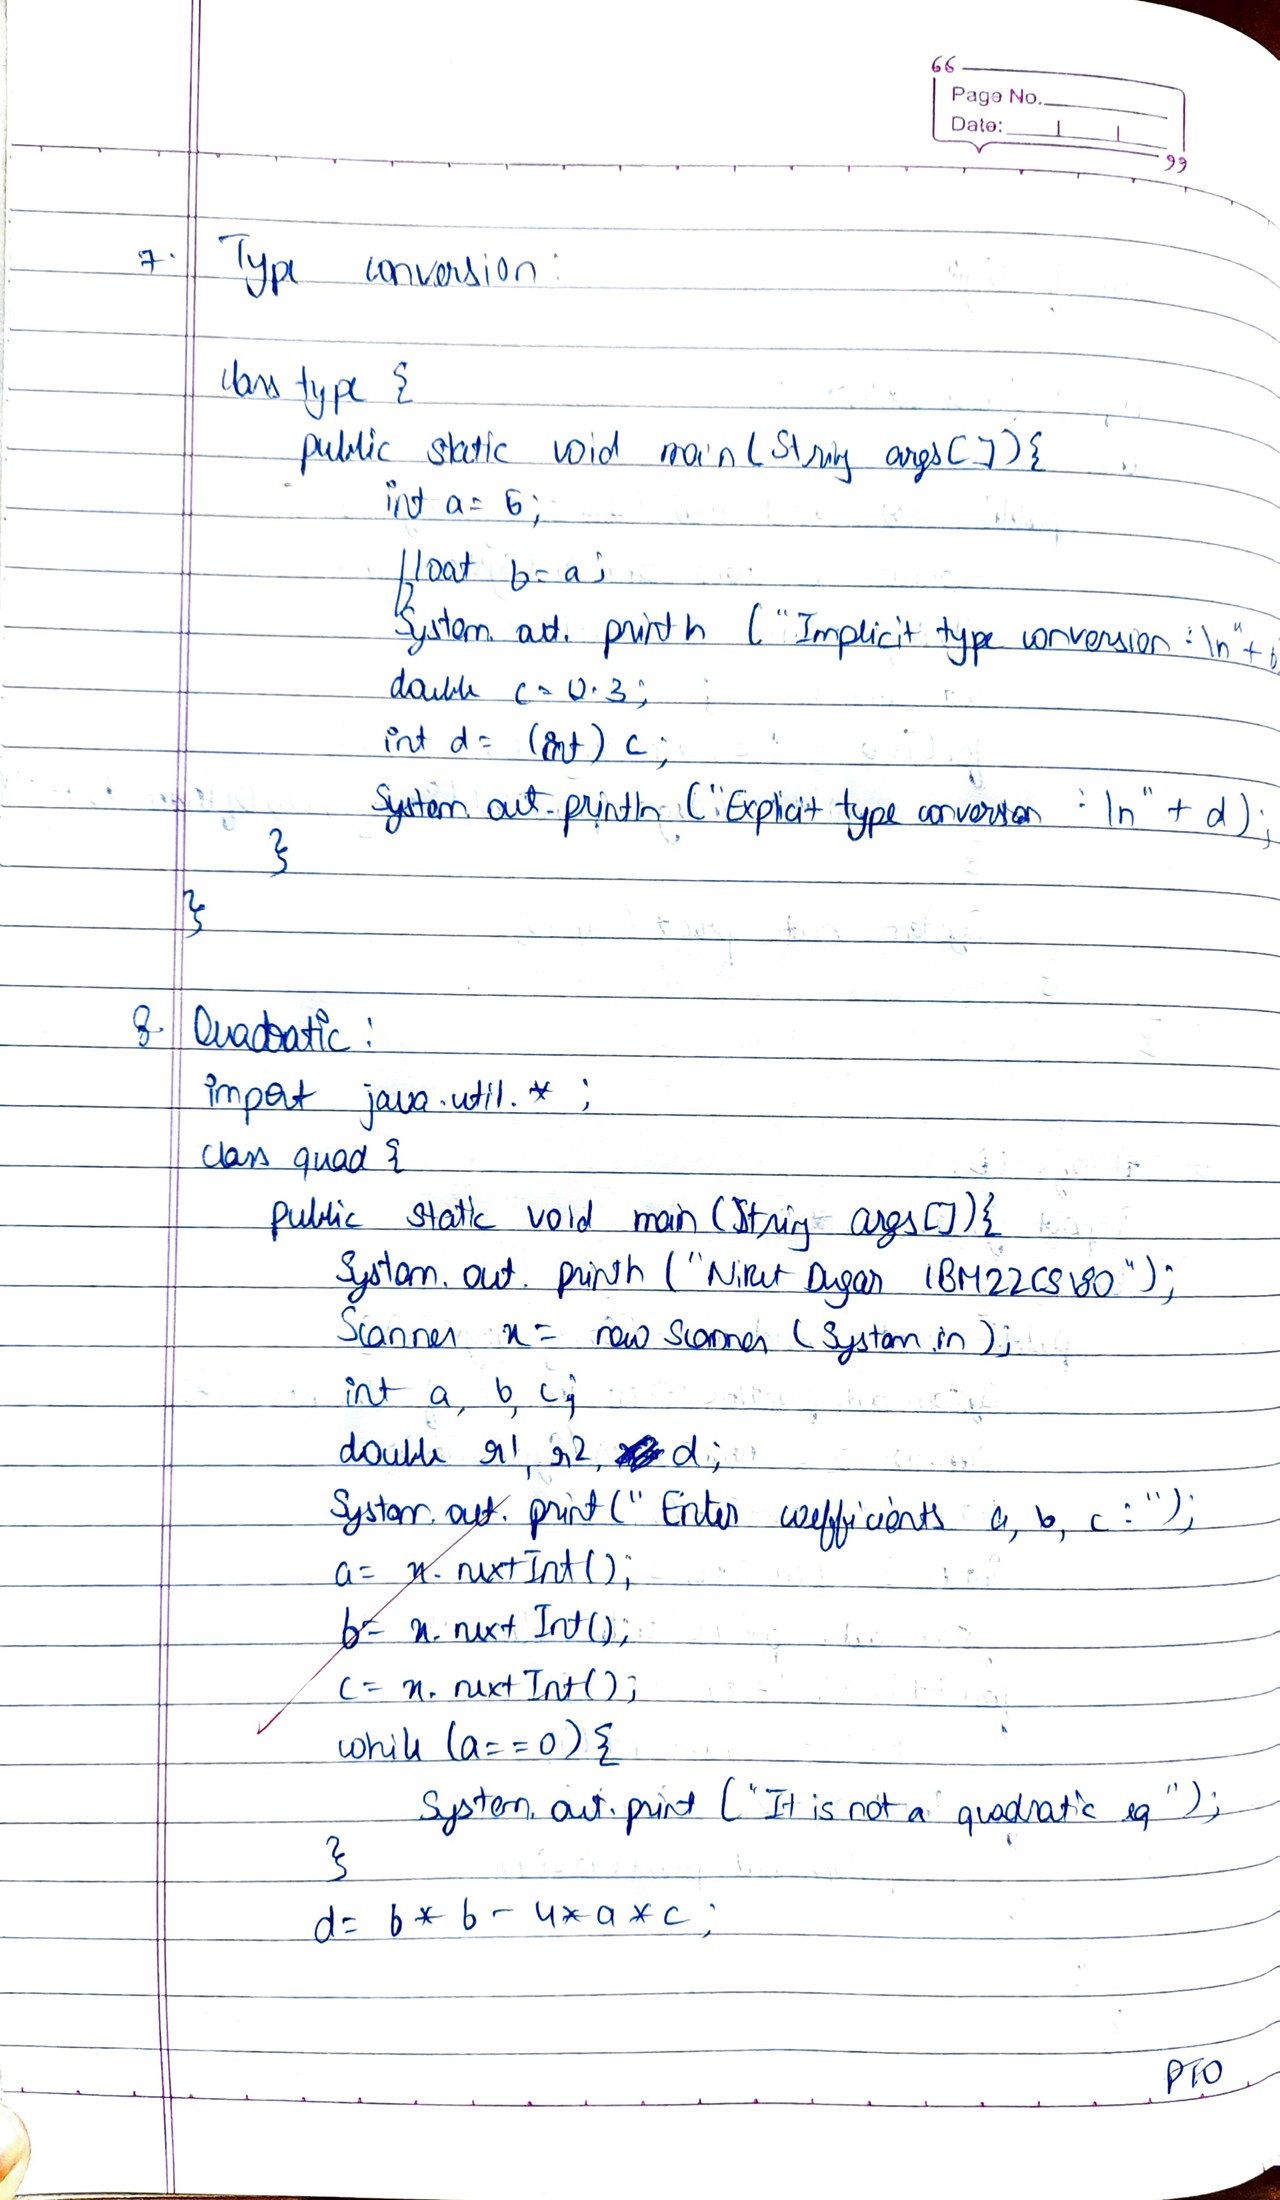 66
Page No.
Date:
99
7. Type conversion:
class type {
public static void main (String args[]){
int a = 5;
float b = a;
System.out.println ("Implicit type conversion :\n" + b
double c = 0.3;
int d = (int) c;
System.out.println ("Explicit type conversion :\n" + d);
}
}
8. Quadratic:
import java.util.*;
class quad {
public static void main (String args[]){
System.out.println ("Nikit Dugar 1BM22CS180");
Scanner x = new Scanner (System.in);
int a, b, c;
double r1, r2, d;
System.out.print (" Enter coefficients a, b, c : ");
a = x.nextInt();
b = x.nextInt();
c = x.nextInt();
while (a==0) {
System.out.print ("It is not a quadratic eq ");
}
d = b * b - 4 * a * c;
PTO